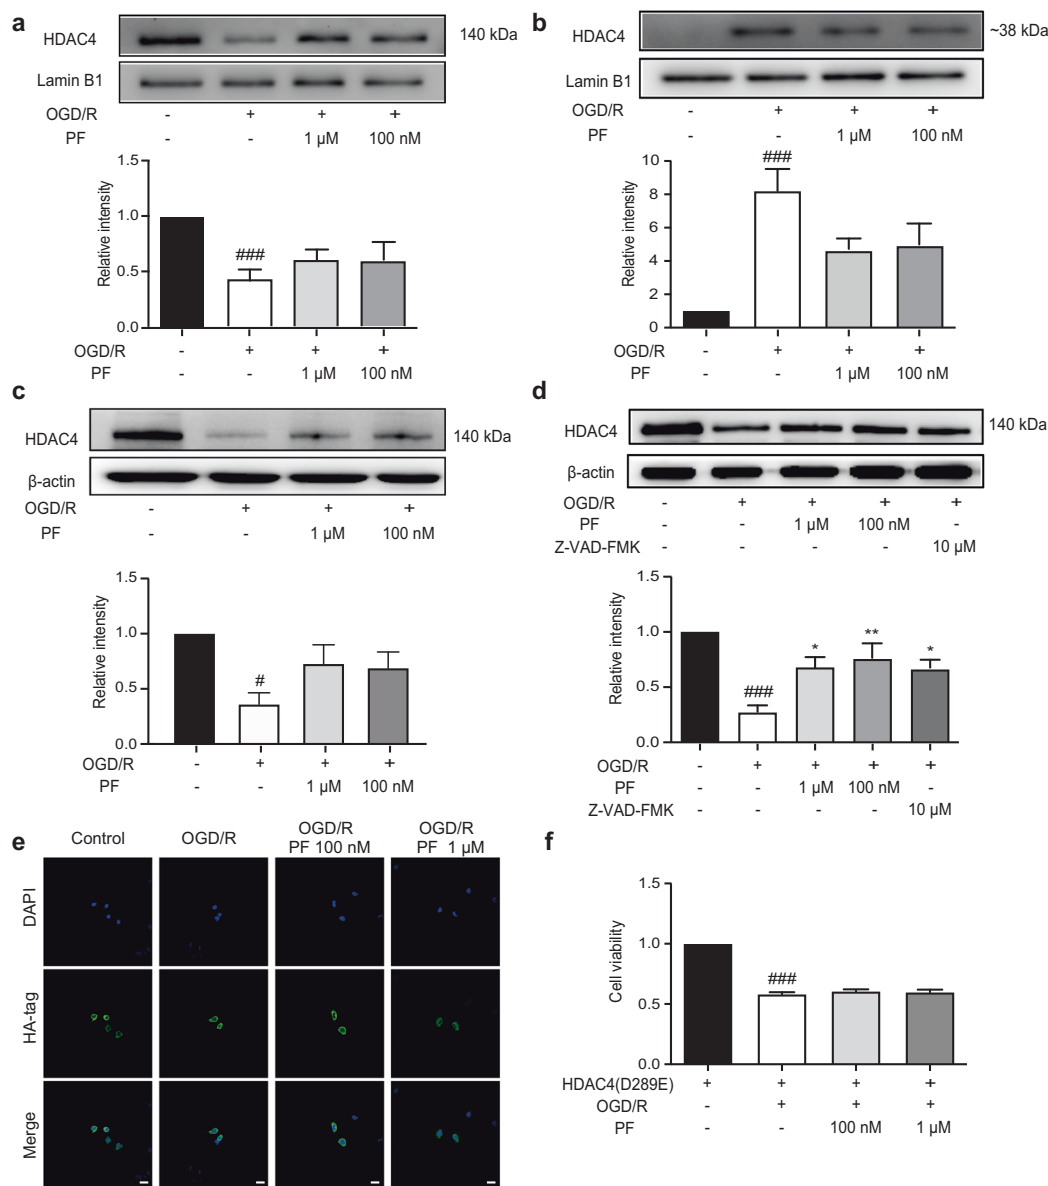 a
HDAC4 140 kDa
Lamin B1
OGD/R - + + +
PF - - 1 μM 100 nM
1.5
1.0
0.5
0.0
Relative intensity
###
OGD/R - + + +
PF - - 1 μM 100 nM
b
HDAC4 ~38 kDa
Lamin B1
OGD/R - + + +
PF - - 1 μM 100 nM
10
8
6
4
2
0
Relative intensity
###
OGD/R - + + +
PF - - 1 μM 100 nM
c
HDAC4 140 kDa
β-actin
OGD/R - + + +
PF - - 1 μM 100 nM
1.5
1.0
0.5
0.0
Relative intensity
#
OGD/R - + + +
PF - - 1 μM 100 nM
d
HDAC4 140 kDa
β-actin
OGD/R - + + + +
PF - - 1 μM 100 nM -
Z-VAD-FMK - - - - 10 μM
1.5
1.0
0.5
0.0
Relative intensity
### * ** *
OGD/R - + + + +
PF - - 1 μM 100 nM -
Z-VAD-FMK - - - - 10 μM
e
Control
OGD/R
OGD/R
PF 100 nM
OGD/R
PF 1 μM
DAPI
HA-tag
Merge
f
1.5
1.0
0.5
0.0
Cell viability
###
HDAC4(D289E) + + + +
OGD/R - + + +
PF - - 100 nM 1 μM